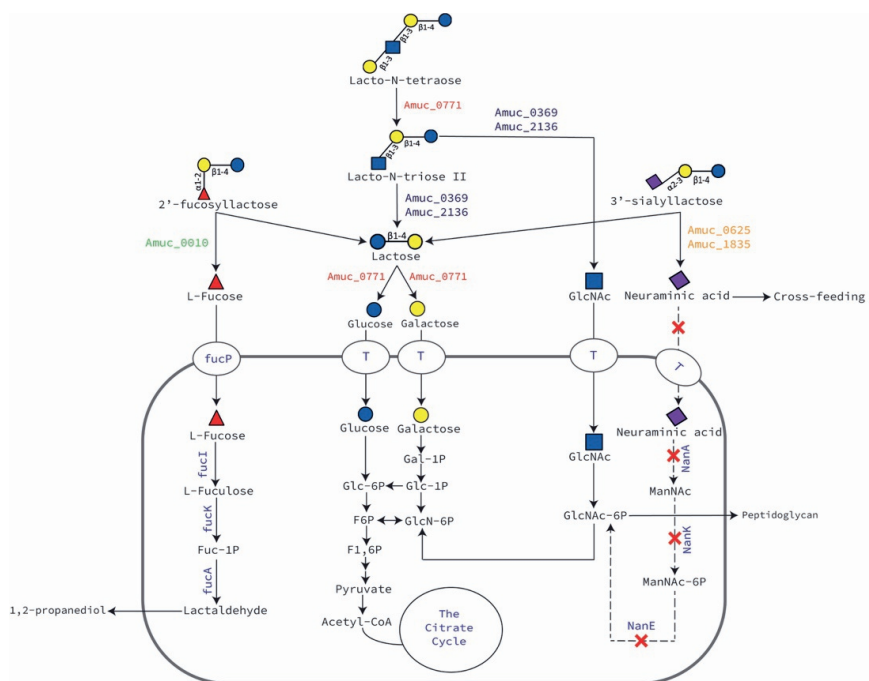 β1-3
β1-4
β1-3
Lacto-N-tetraose
Amuc_0771
Amuc_0369
Amuc_2136
β1-3
β1-4
Lacto-N-triose II
α1-2
β1-4
2’-fucosyllactose
α2-3
β1-4
3’-sialyllactose
Amuc_0369
Amuc_2136
Amuc_0010
β1-4
Lactose
Amuc_0625
Amuc_1835
Amuc_0771
Amuc_0771
L-Fucose
Glucose
Galactose
GlcNAc
Neuraminic acid
Cross-feeding
fucP
T
T
T
T
L-Fucose
Glucose
Galactose
GlcNAc
Neuraminic acid
fucI
Gal-1P
NanA
L-Fuculose
Glc-6P
Glc-1P
ManNAc
fucK
F6P
GlcN-6P
GlcNAc-6P
Peptidoglycan
NanK
Fuc-1P
F1,6P
fucA
Pyruvate
ManNAc-6P
1,2-propanediol
Lactaldehyde
Acetyl-CoA
The
Citrate
Cycle
NanE